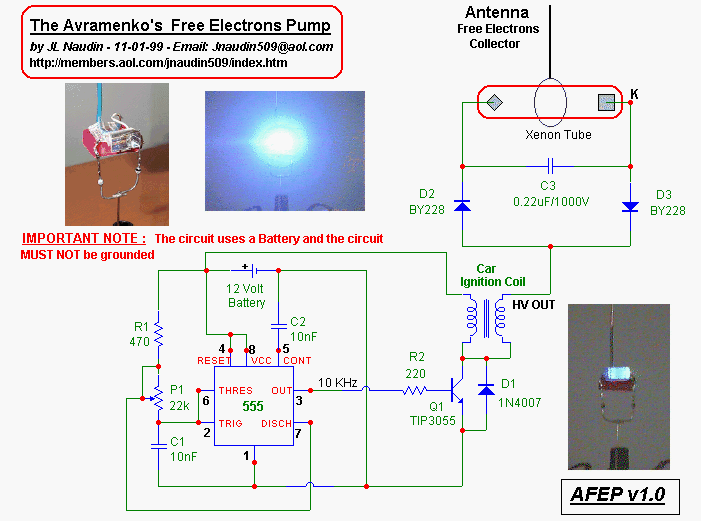 The Avramenko's Free Electrons Pump
by JL Naudin - 11-01-99 - Email: Jnaudin509@aol.com
http://members.aol.com/jnaudin509/index.htm
Antenna
Free Electrons
Collector
K
Xenon Tube
C3
0.22uF/1000V
D2
BY228
D3
BY228
IMPORTANT NOTE : The circuit uses a Battery and the circuit
MUST NOT be grounded
+
12 Volt
Battery
Car
Ignition Coil
HV OUT
C2
10nF
R1
470
4
8
5
RESET
VCC
CONT
P1
22k
6
THRES
OUT
3
555
10 KHz
R2
220
D1
1N4007
Q1
TIP3055
2
TRIG
DISCH
7
C1
10nF
1
AFEP v1.0